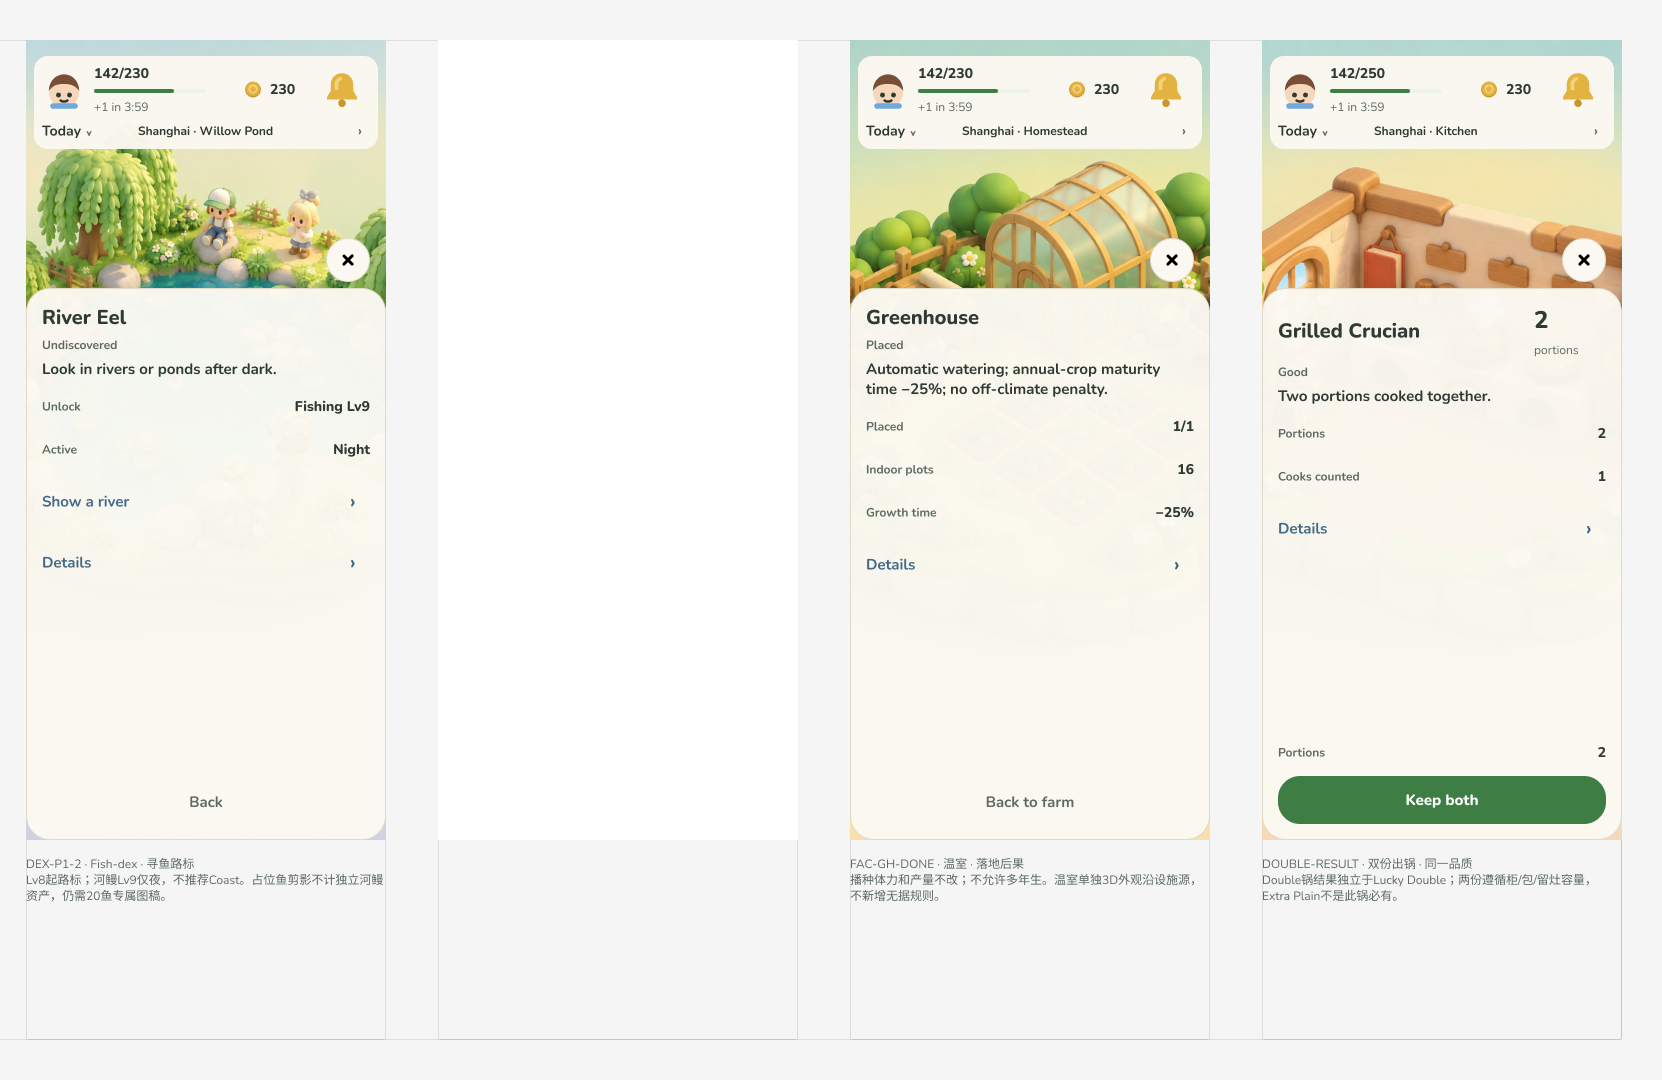 142/230
230
+1 in 3:59
Today v
Shanghai · Willow Pond ›
River Eel
Undiscovered
Look in rivers or ponds after dark.
Unlock Fishing Lv9
Active Night
Show a river ›
Details ›
Back
DEX-P1-2 · Fish-dex · 寻鱼路标
Lv8起路标；河鳗Lv9仅夜，不推荐Coast。占位鱼剪影不计独立河鳗
资产，仍需20鱼专属图稿。
142/230
230
+1 in 3:59
Today v
Shanghai · Homestead ›
Greenhouse
Placed
Automatic watering; annual-crop maturity
time −25%; no off-climate penalty.
Placed 1/1
Indoor plots 16
Growth time −25%
Details ›
Back to farm
FAC-GH-DONE · 温室 · 落地后果
播种体力和产量不改；不允许多年生。温室单独3D外观沿设施源，
不新增无据规则。
142/250
230
+1 in 3:59
Today v
Shanghai · Kitchen ›
Grilled Crucian
2
portions
Good
Two portions cooked together.
Portions 2
Cooks counted 1
Details ›
Portions 2
Keep both
DOUBLE-RESULT · 双份出锅 · 同一品质
Double锅结果独立于Lucky Double；两份遵循柜/包/留灶容量，
Extra Plain不是此锅必有。